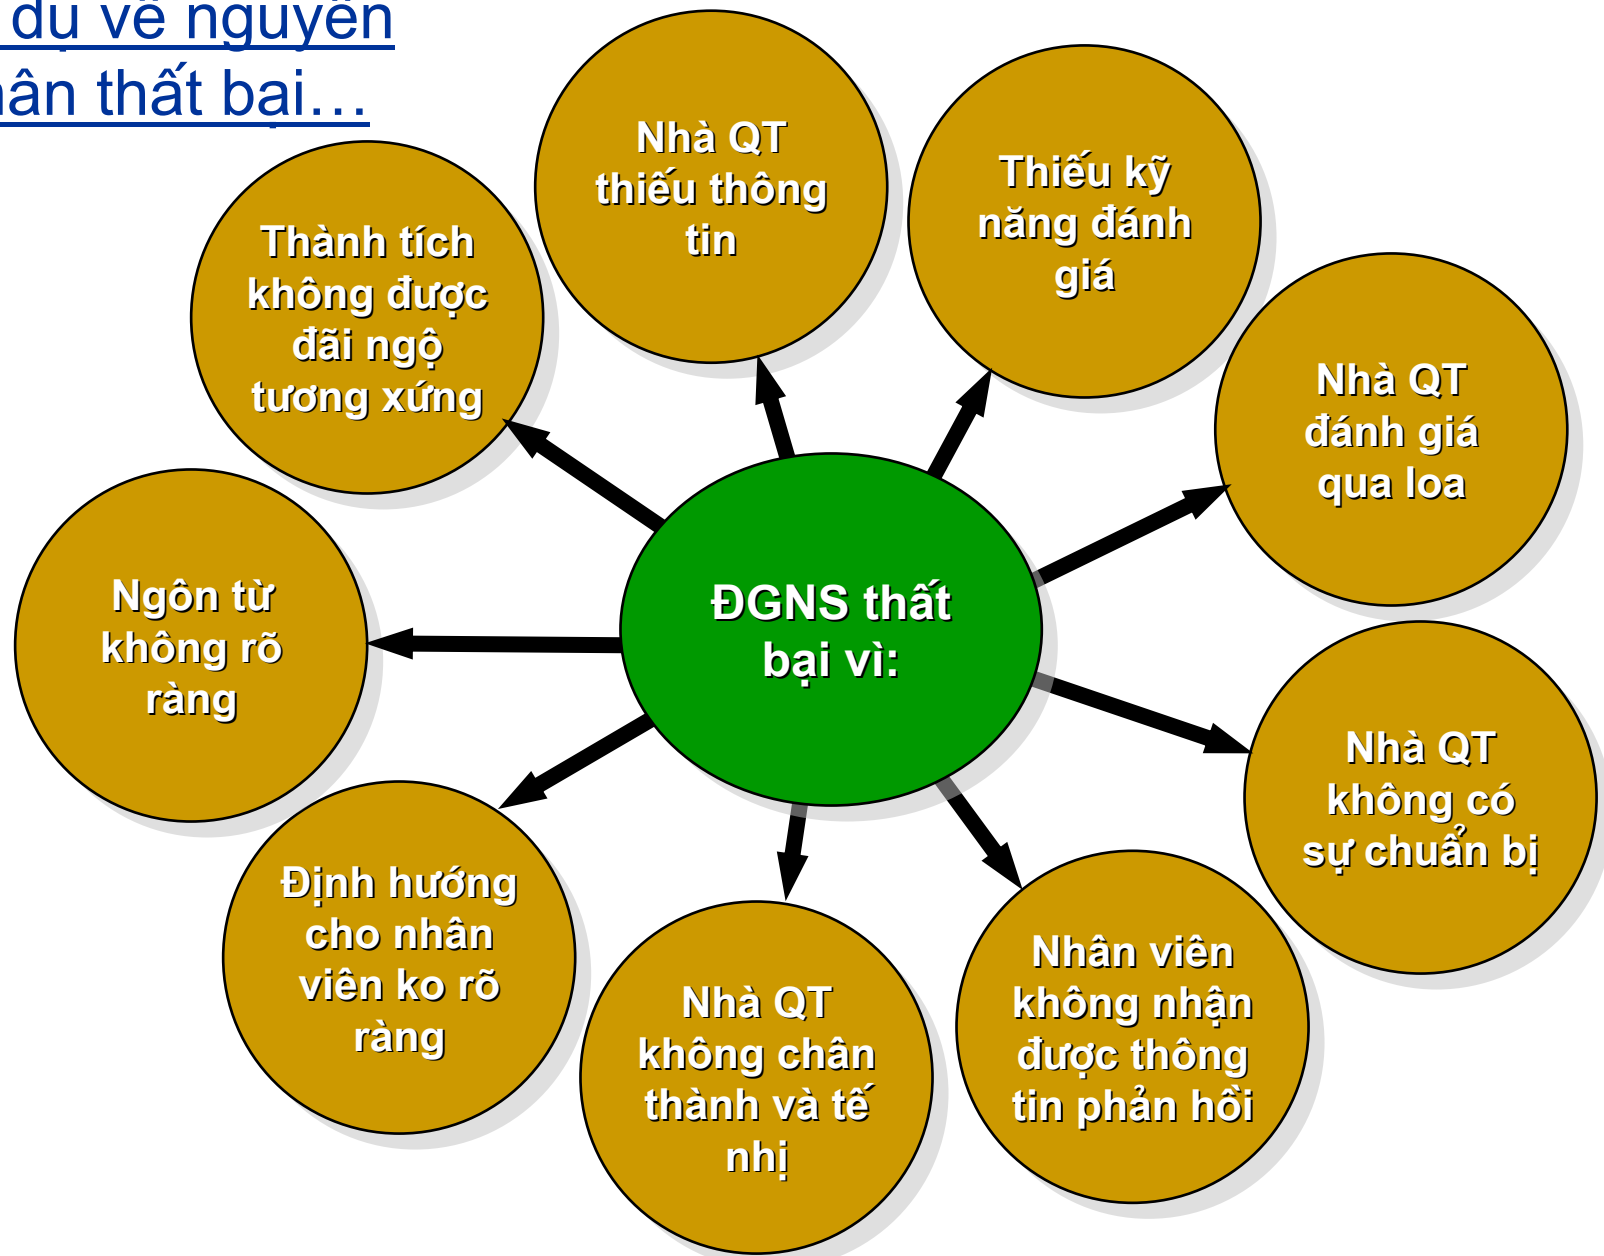 dụ về nguyên
thất bại…
Nhà QT
thiếu thông
tin
Thiếu kỹ
năng đánh
giá
Thành tích
không được
đãi ngộ
tương xứng
Nhà QT
đánh giá
qua loa
Ngôn từ
không rõ
ràng
ĐGNS thất
bại vì:
Nhà QT
không có
sự chuẩn bị
Định hướng
cho nhân
viên ko rõ
ràng
Nhà QT
không chân
thành và tế
nhị
Nhân viên
không nhận
được thông
tin phản hồi